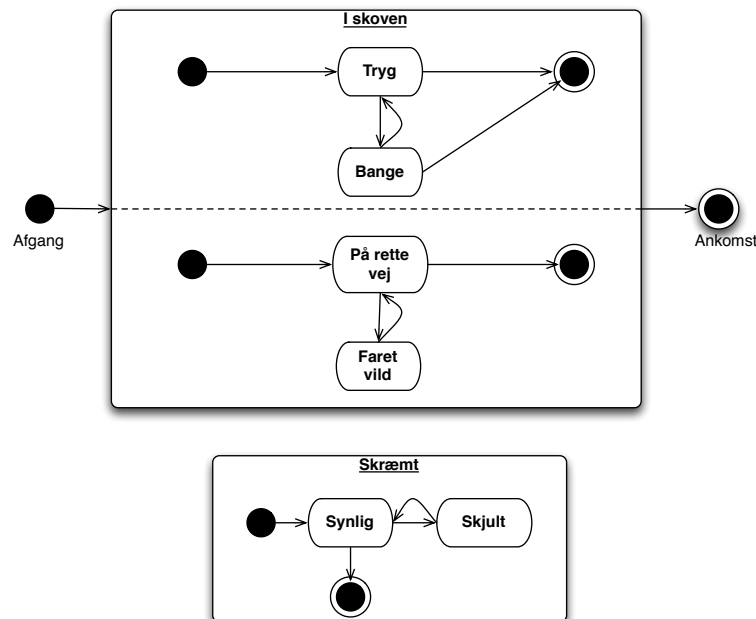 I skoven
Tryg
Bange
Afgang
Ankomst
På rette
vej
Faret
vild
Skræmt
Synlig
Skjult